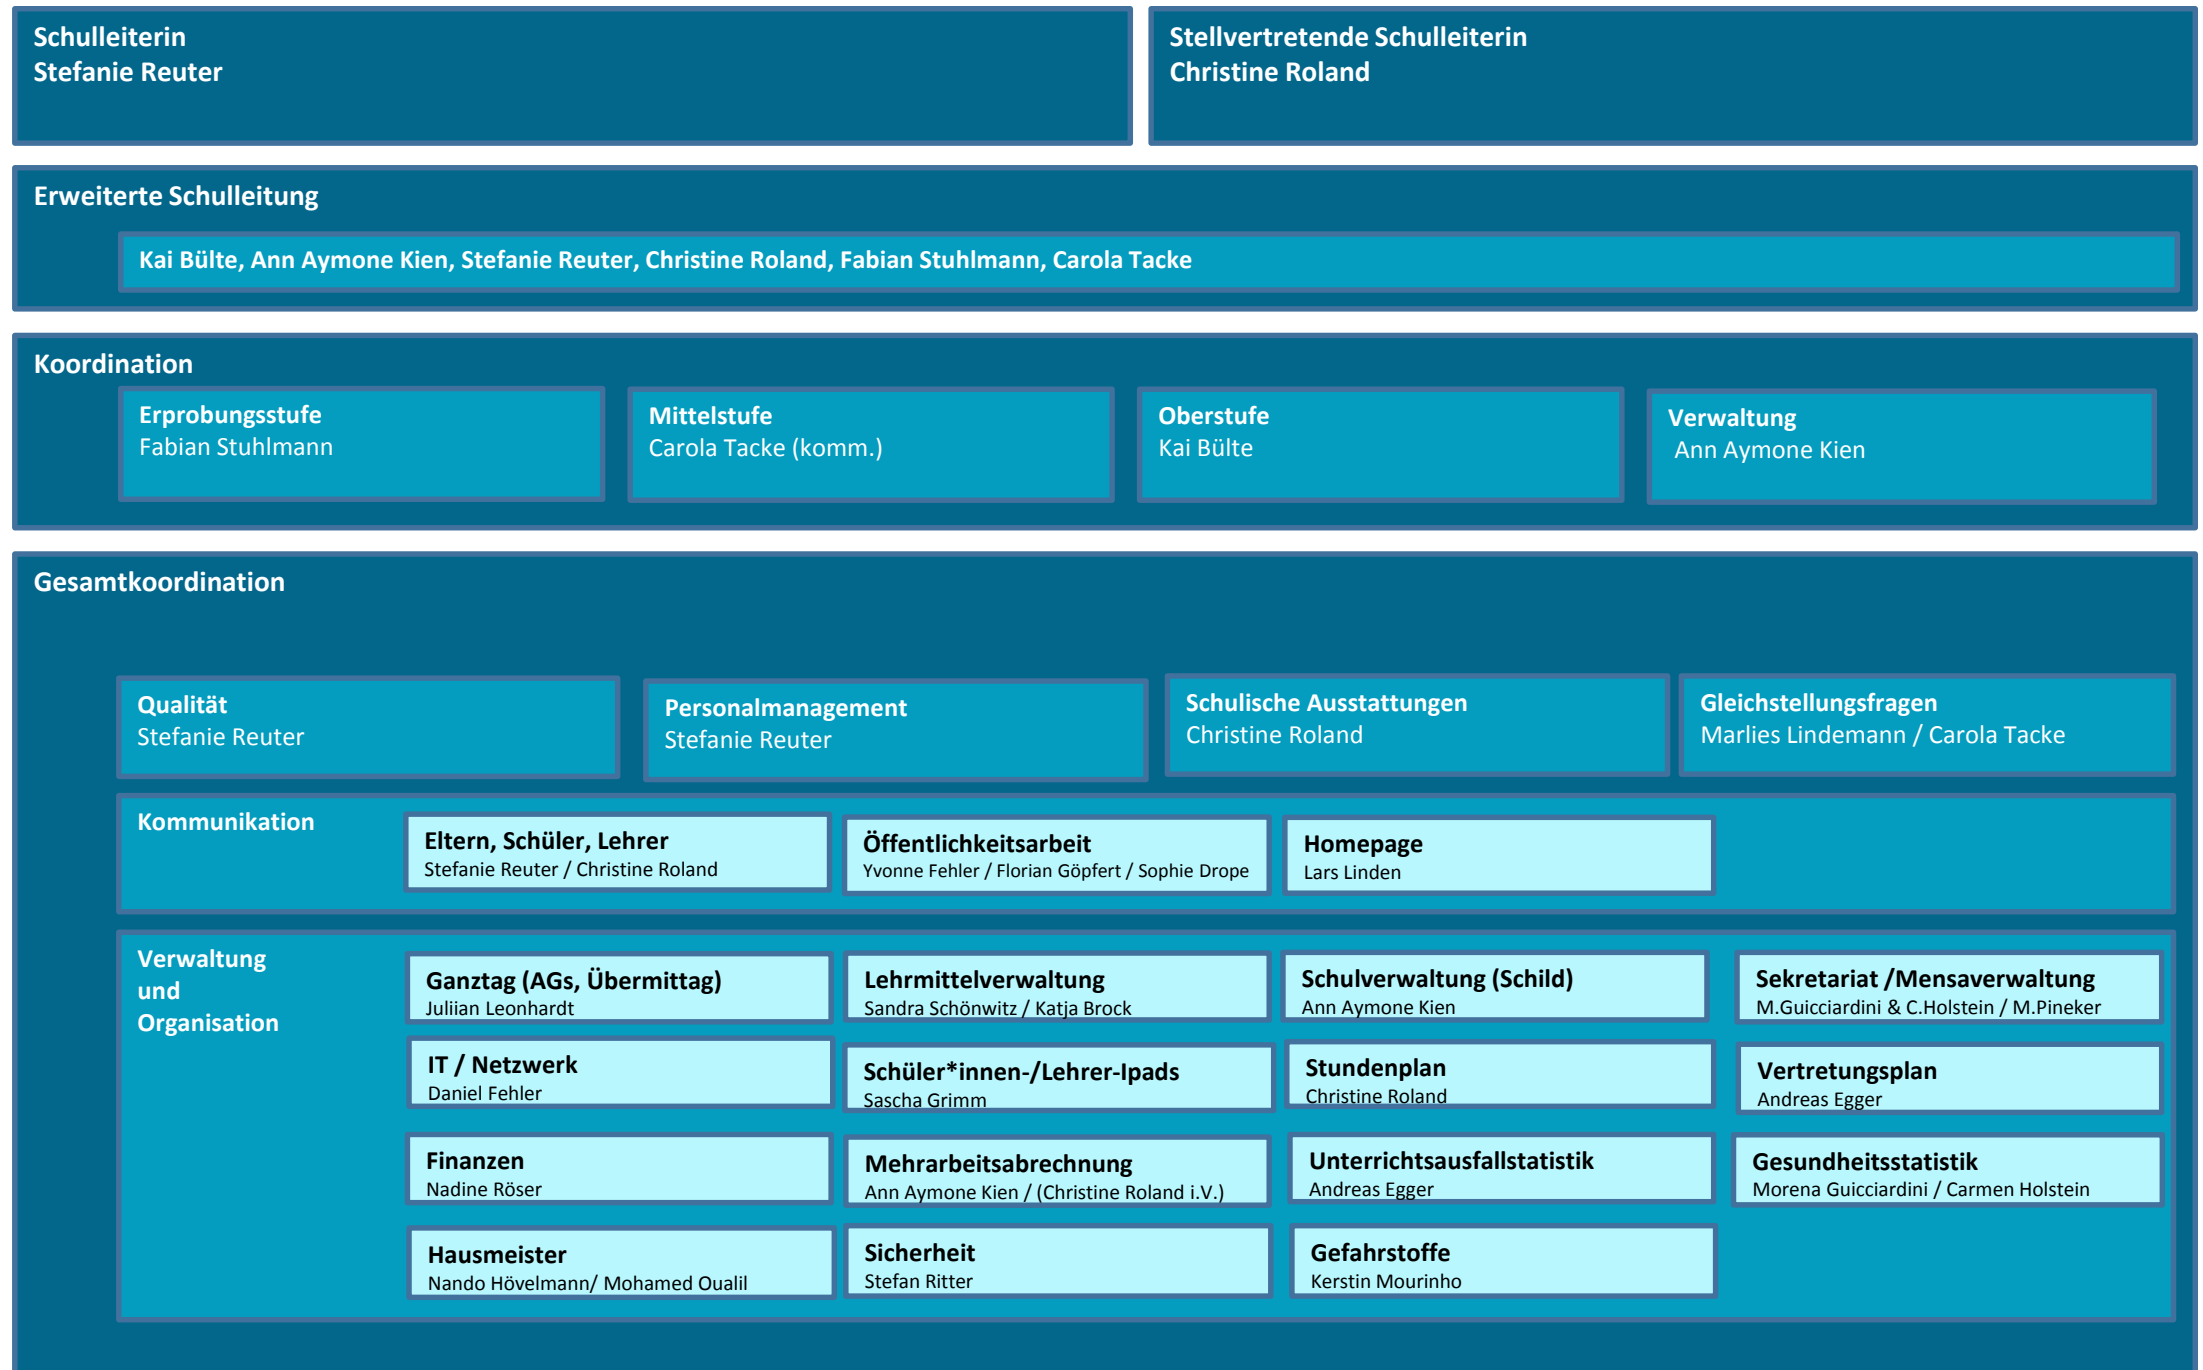 Schulleiterin
Stefanie Reuter
Stellvertretende Schulleiterin
Christine Roland
Erweiterte Schulleitung
Kai Bülte, Ann Aymone Kien, Stefanie Reuter, Christine Roland, Fabian Stuhlmann, Carola Tacke
Koordination
Erprobungsstufe
Fabian Stuhlmann
Mittelstufe
Carola Tacke (komm.)
Oberstufe
Kai Bülte
Verwaltung
Ann Aymone Kien
Gesamtkoordination
Qualität
Stefanie Reuter
Personalmanagement
Stefanie Reuter
Schulische Ausstattungen
Christine Roland
Gleichstellungsfragen
Marlies Lindemann / Carola Tacke
Kommunikation
Eltern, Schüler, Lehrer
Stefanie Reuter / Christine Roland
Öffentlichkeitsarbeit
Yvonne Fehler / Florian Göpfert / Sophie Drope
Homepage
Lars Linden
Verwaltung
und
Organisation
Ganztag (AGs, Übermittag)
Juliian Leonhardt
Lehrmittelverwaltung
Sandra Schönwitz / Katja Brock
Schulverwaltung (Schild)
Ann Aymone Kien
Sekretariat /Mensaverwaltung
M.Guicciardini & C.Holstein / M.Pineker
IT / Netzwerk
Daniel Fehler
Schüler*innen-/Lehrer-Ipads
Sascha Grimm
Stundenplan
Christine Roland
Vertretungsplan
Andreas Egger
Finanzen
Nadine Röser
Mehrarbeitsabrechnung
Ann Aymone Kien / (Christine Roland i.V.)
Unterrichtsausfallstatistik
Andreas Egger
Gesundheitsstatistik
Morena Guicciardini / Carmen Holstein
Hausmeister
Nando Hövelmann/ Mohamed Oualil
Sicherheit
Stefan Ritter
Gefahrstoffe
Kerstin Mourinho